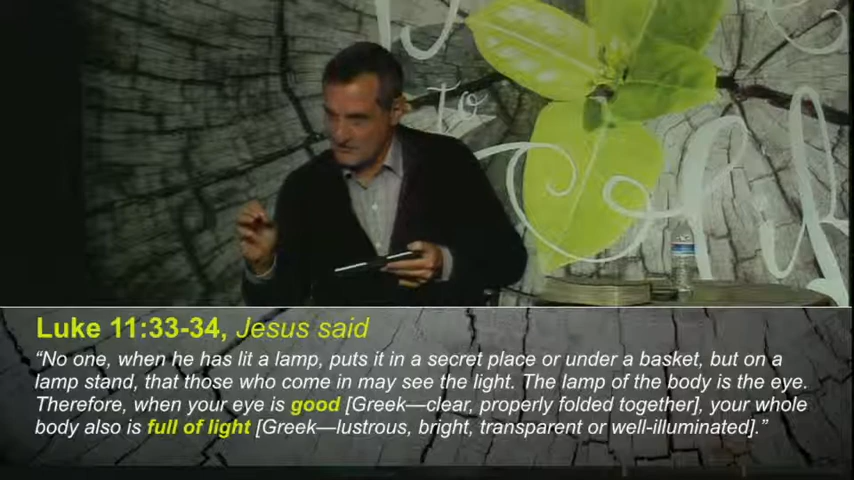 to
Luke 11:33-34, Jesus said
“No one, when he has lit a lamp, puts it in a secret place or under a basket, but on a
lamp stand, that those who come in may see the light. The lamp of the body is the eye.
Therefore, when your eye is good [Greek—clear, properly folded together], your whole
body also is full of light [Greek—lustrous, bright, transparent or well-illuminated].”